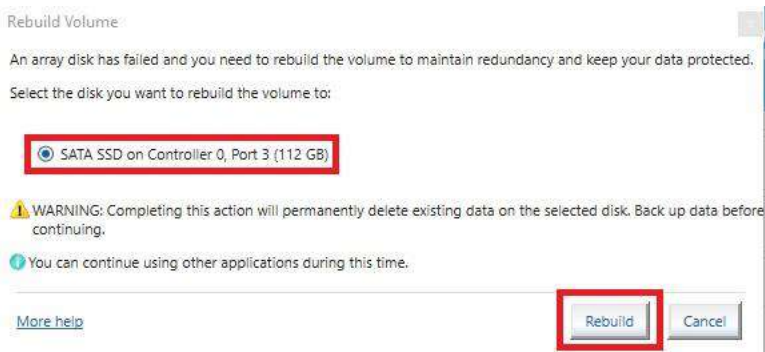 Rebuild Volume
An array disk has failed and you need to rebuild the volume to maintain redundancy and keep your data protected.
Select the disk you want to rebuild the volume to:
SATA SSD on Controller 0, Port 3 (112 GB)
WARNING: Completing this action will permanently delete existing data on the selected disk. Back up data before
continuing.
You can continue using other applications during this time.
More help
Rebuild
Cancel